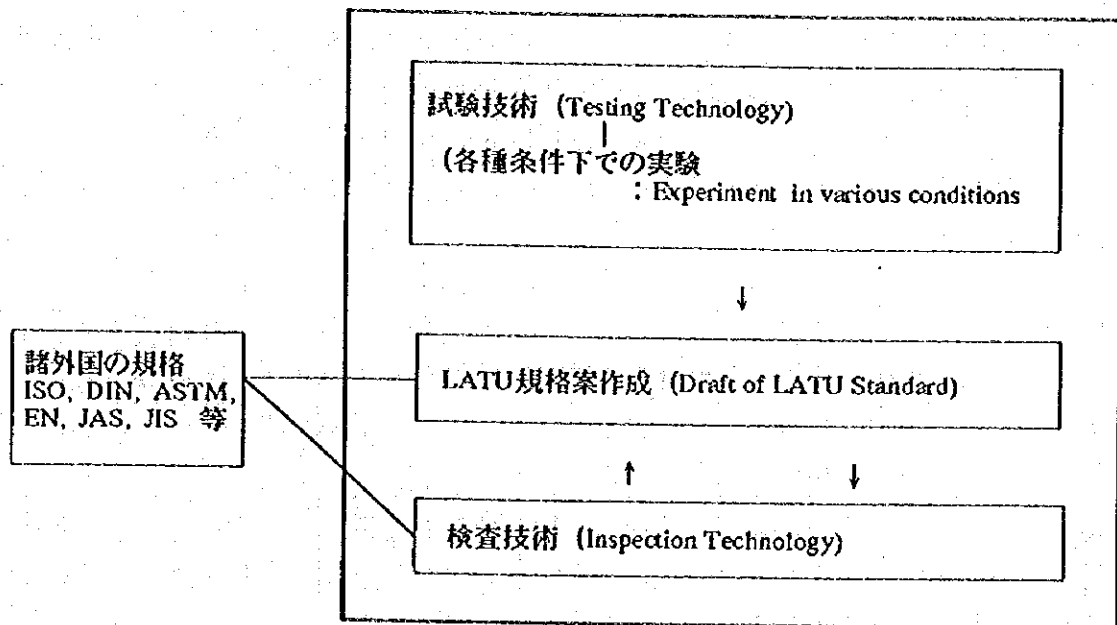 試験技術 (Testing Technology)
(各種条件下での実験
: Experiment in various conditions
↓
諸外国の規格
ISO, DIN, ASTM,
EN, JAS, JIS 等
LATU規格案作成 (Draft of LATU Standard)
↑ ↓
検査技術 (Inspection Technology)